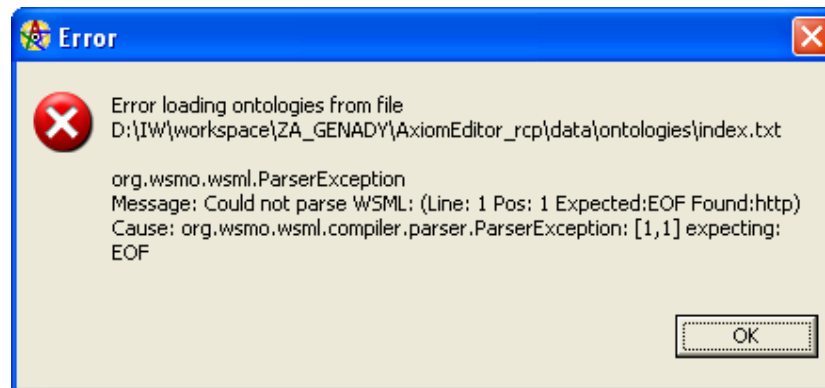 Error
Error loading ontologies from file
D:\IW\workspace\ZA_GENADY\AxiomEditor_rcp\data\ontologies\index.txt
org.wsmo.wsml.ParserException
Message: Could not parse WSML: (Line: 1 Pos: 1 Expected:EOF Found:http)
Cause: org.wsmo.wsml.compiler.parser.ParserException: [1,1] expecting:
EOF
OK